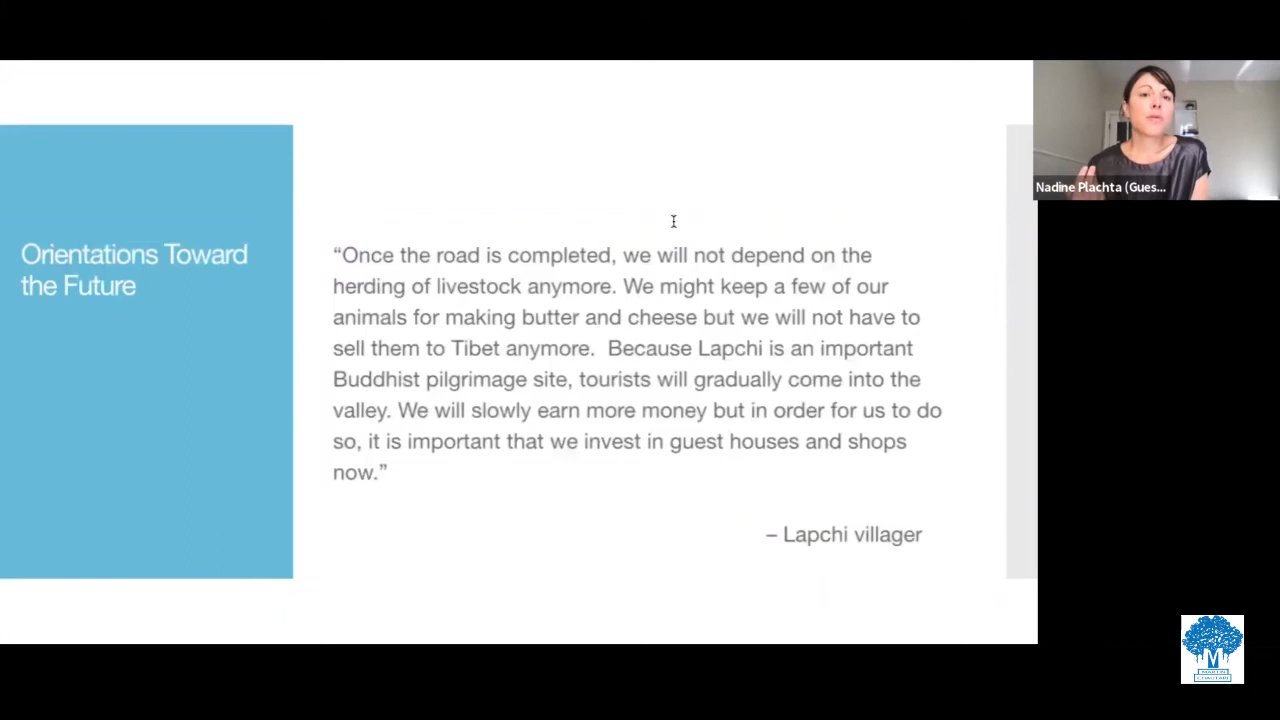 Orientations Toward
the Future
“Once the road is completed, we will not depend on the
herding of livestock anymore. We might keep a few of our
animals for making butter and cheese but we will not have to
sell them to Tibet anymore.  Because Lapchi is an important
Buddhist pilgrimage site, tourists will gradually come into the
valley. We will slowly earn more money but in order for us to do
so, it is important that we invest in guest houses and shops
now.”
– Lapchi villager
Nadine Plachta (Gues...
MARTIN
CHAUTARI